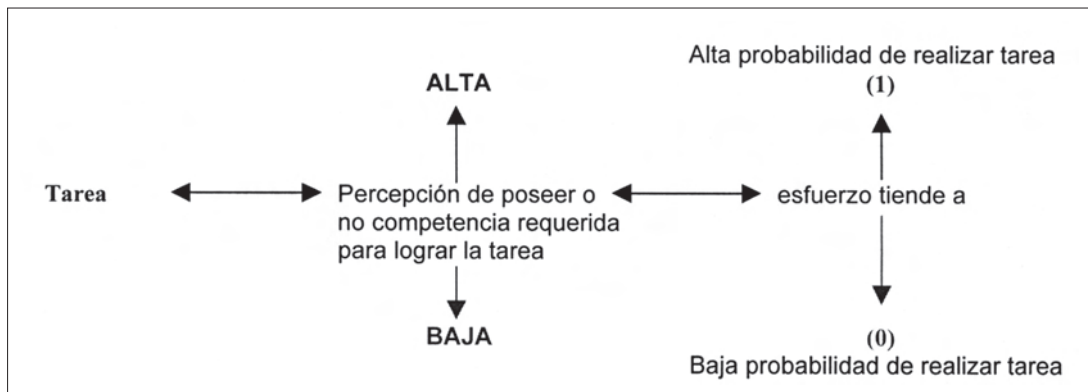 Alta probabilidad de realizar tarea
(1)
ALTA
Tarea
Percepción de poseer o
no competencia requerida
para lograr la tarea
esfuerzo tiende a
BAJA
(0)
Baja probabilidad de realizar tarea